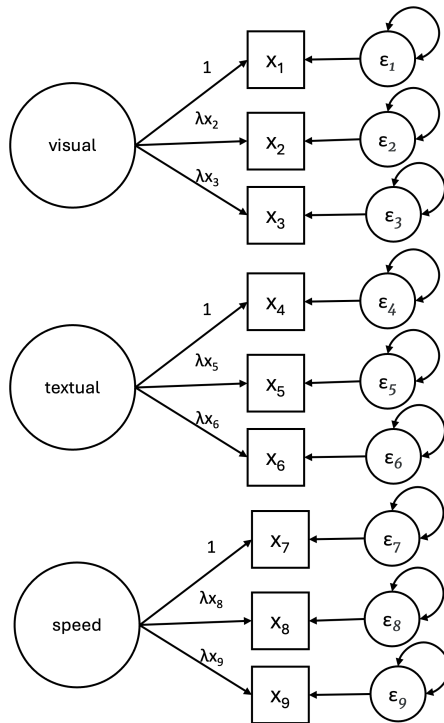 1
x₁
ε₁
λx₂
visual
x₂
ε₂
λx₃
x₃
ε₃
1
x₄
ε₄
λx₅
textual
x₅
ε₅
λx₆
x₆
ε₆
1
x₇
ε₇
λx₈
speed
x₈
ε₈
λx₉
x₉
ε₉